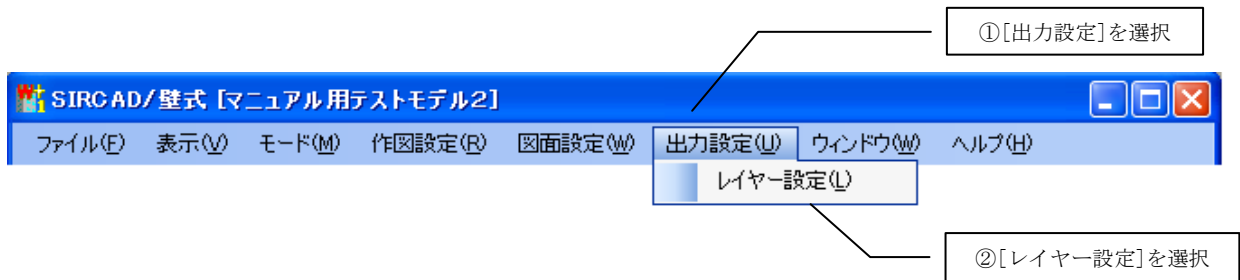 ①[出力設定]を選択
SIRCAD/壁式 [マニュアル用テストモデル2]
ファイル(F) 表示(V) モード(M) 作図設定(R) 図面設定(W) 出力設定(U) ウィンドウ(W) ヘルプ(H)
レイヤー設定(L)
②[レイヤー設定]を選択